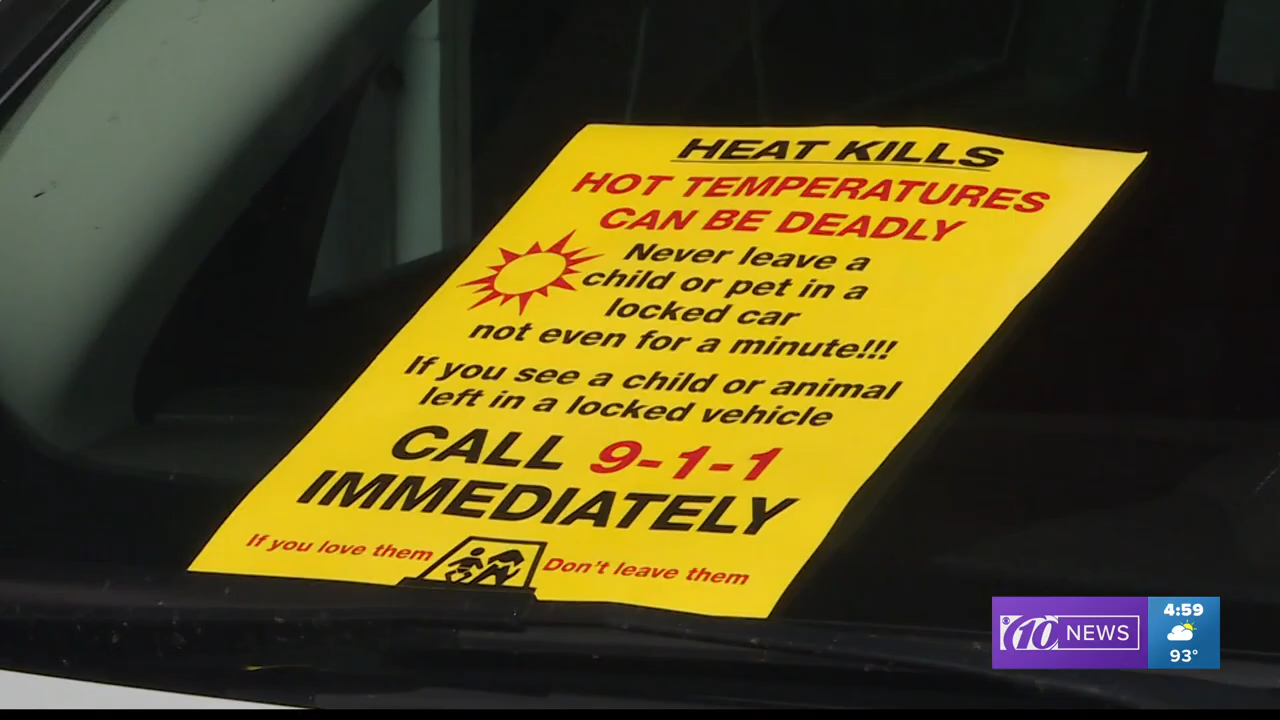 HEAT KILLS
HOT TEMPERATURES
CAN BE DEADLY
Never leave a
child or pet in a
locked car
not even for a minute!!!
If you see a child or animal
left in a locked vehicle
CALL 9-1-1
IMMEDIATELY
If you love them Don't leave them
10 NEWS
4:59
93°